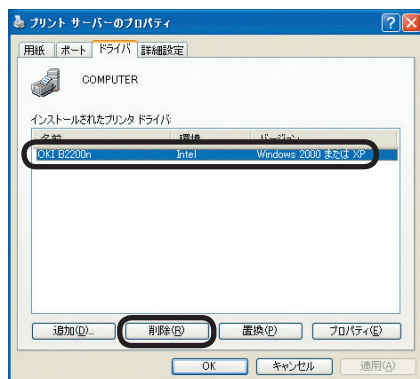 プリント サーバーのプロパティ
用紙 ポート ドライバ 詳細設定
COMPUTER
インストールされたプリンタ ドライバ:
名前 環境 バージョン
OKI B2200n Intel Windows 2000 または XP
追加(D)... 削除(R) 置換(P) プロパティ(E)
OK キャンセル 適用(A)